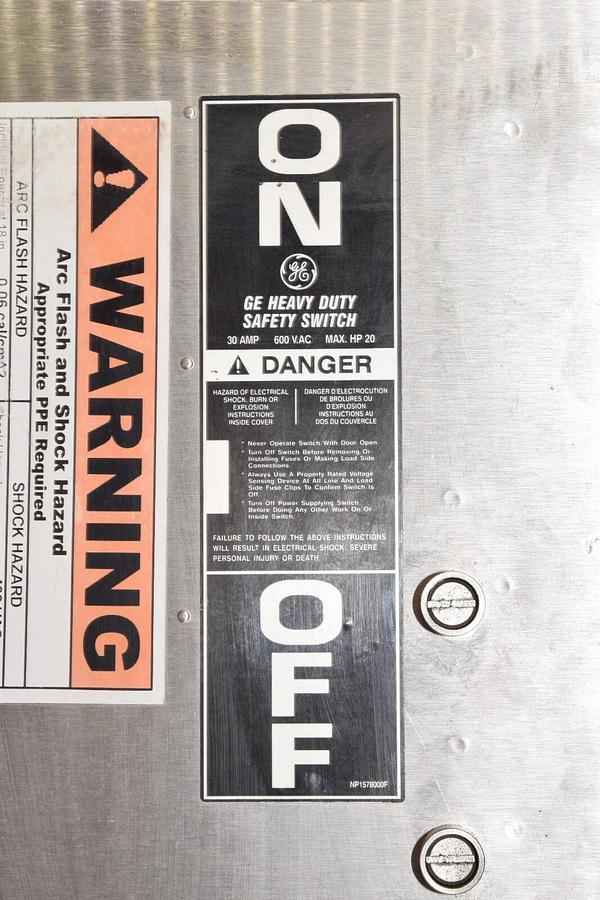 ON
GE
GE HEAVY DUTY
SAFETY SWITCH
30 AMP 600 V.AC MAX. HP 20
DANGER
HAZARD OF ELECTRICAL
SHOCK, BURN OR
EXPLOSION
INSTRUCTIONS
INSIDE COVER
DANGER D'ELECTROCUTION
DE BROLURES OU
D'EXPLOSION
INSTRUCTIONS AU
DOS DU COUVERCLE
* Never Operate Switch With Door Open
* Turn Off Switch Before Removing Or
Installing Fuses Or Making Load Side
Connections.
* Always Use A Properly Rated Voltage
Sensing Device At All Line And Load
Side Fuse Clips To Confirm Switch Is
Off.
* Turn Off Power Supplying Switch
Before Doing Any Other Work On Or
Inside Switch.
FAILURE TO FOLLOW THE ABOVE INSTRUCTIONS
WILL RESULT IN ELECTRICAL SHOCK, SEVERE
PERSONAL INJURY OR DEATH.
OFF
NP1578000F
WARNING
Arc Flash and Shock Hazard
Appropriate PPE Required
ARC FLASH HAZARD
SHOCK HAZARD